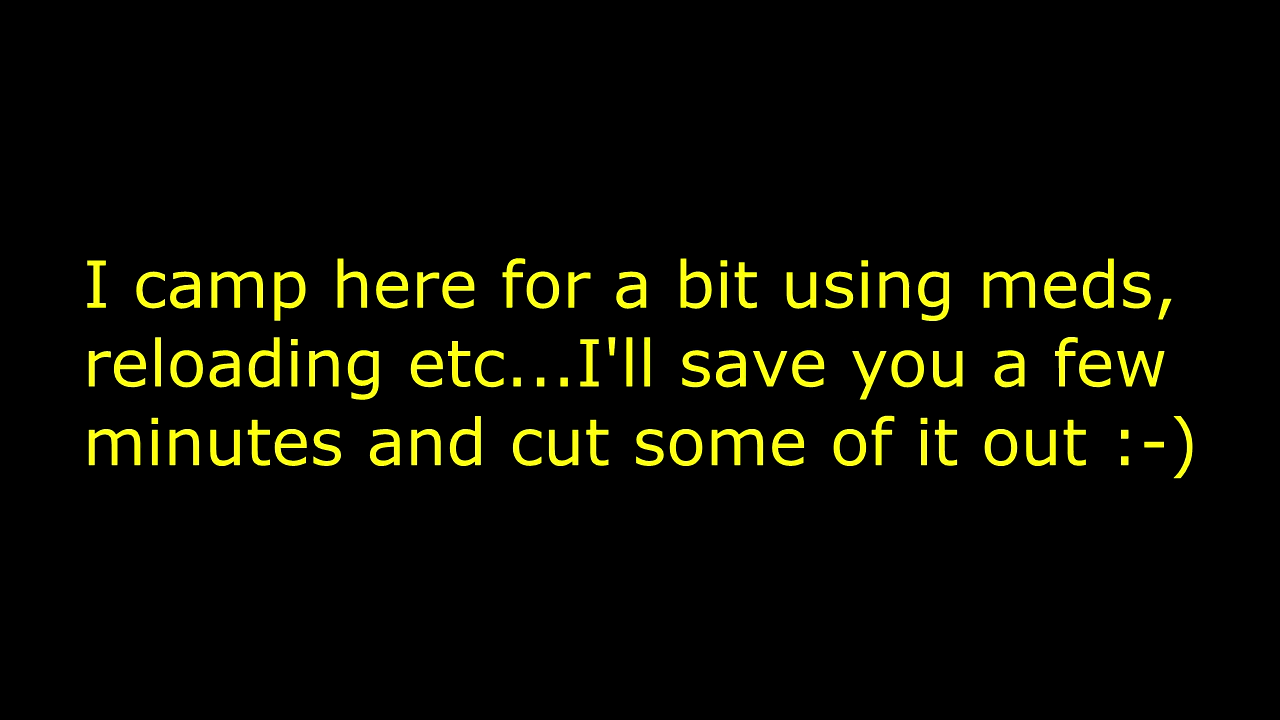 I camp here for a bit using meds,
reloading etc...I'll save you a few
minutes and cut some of it out :-)